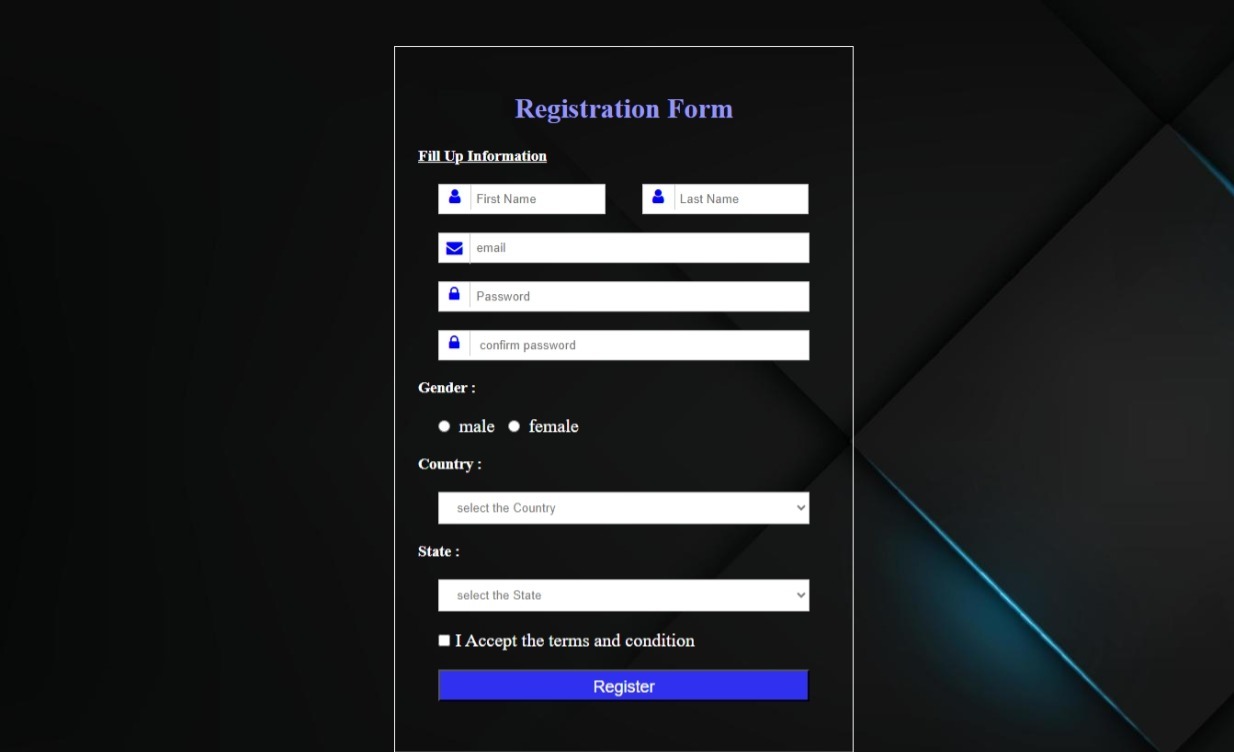 Registration Form
Fill Up Information
First Name Last Name
email
Password
confirm password
Gender :
male female
Country :
select the Country
State :
select the State
I Accept the terms and condition
Register